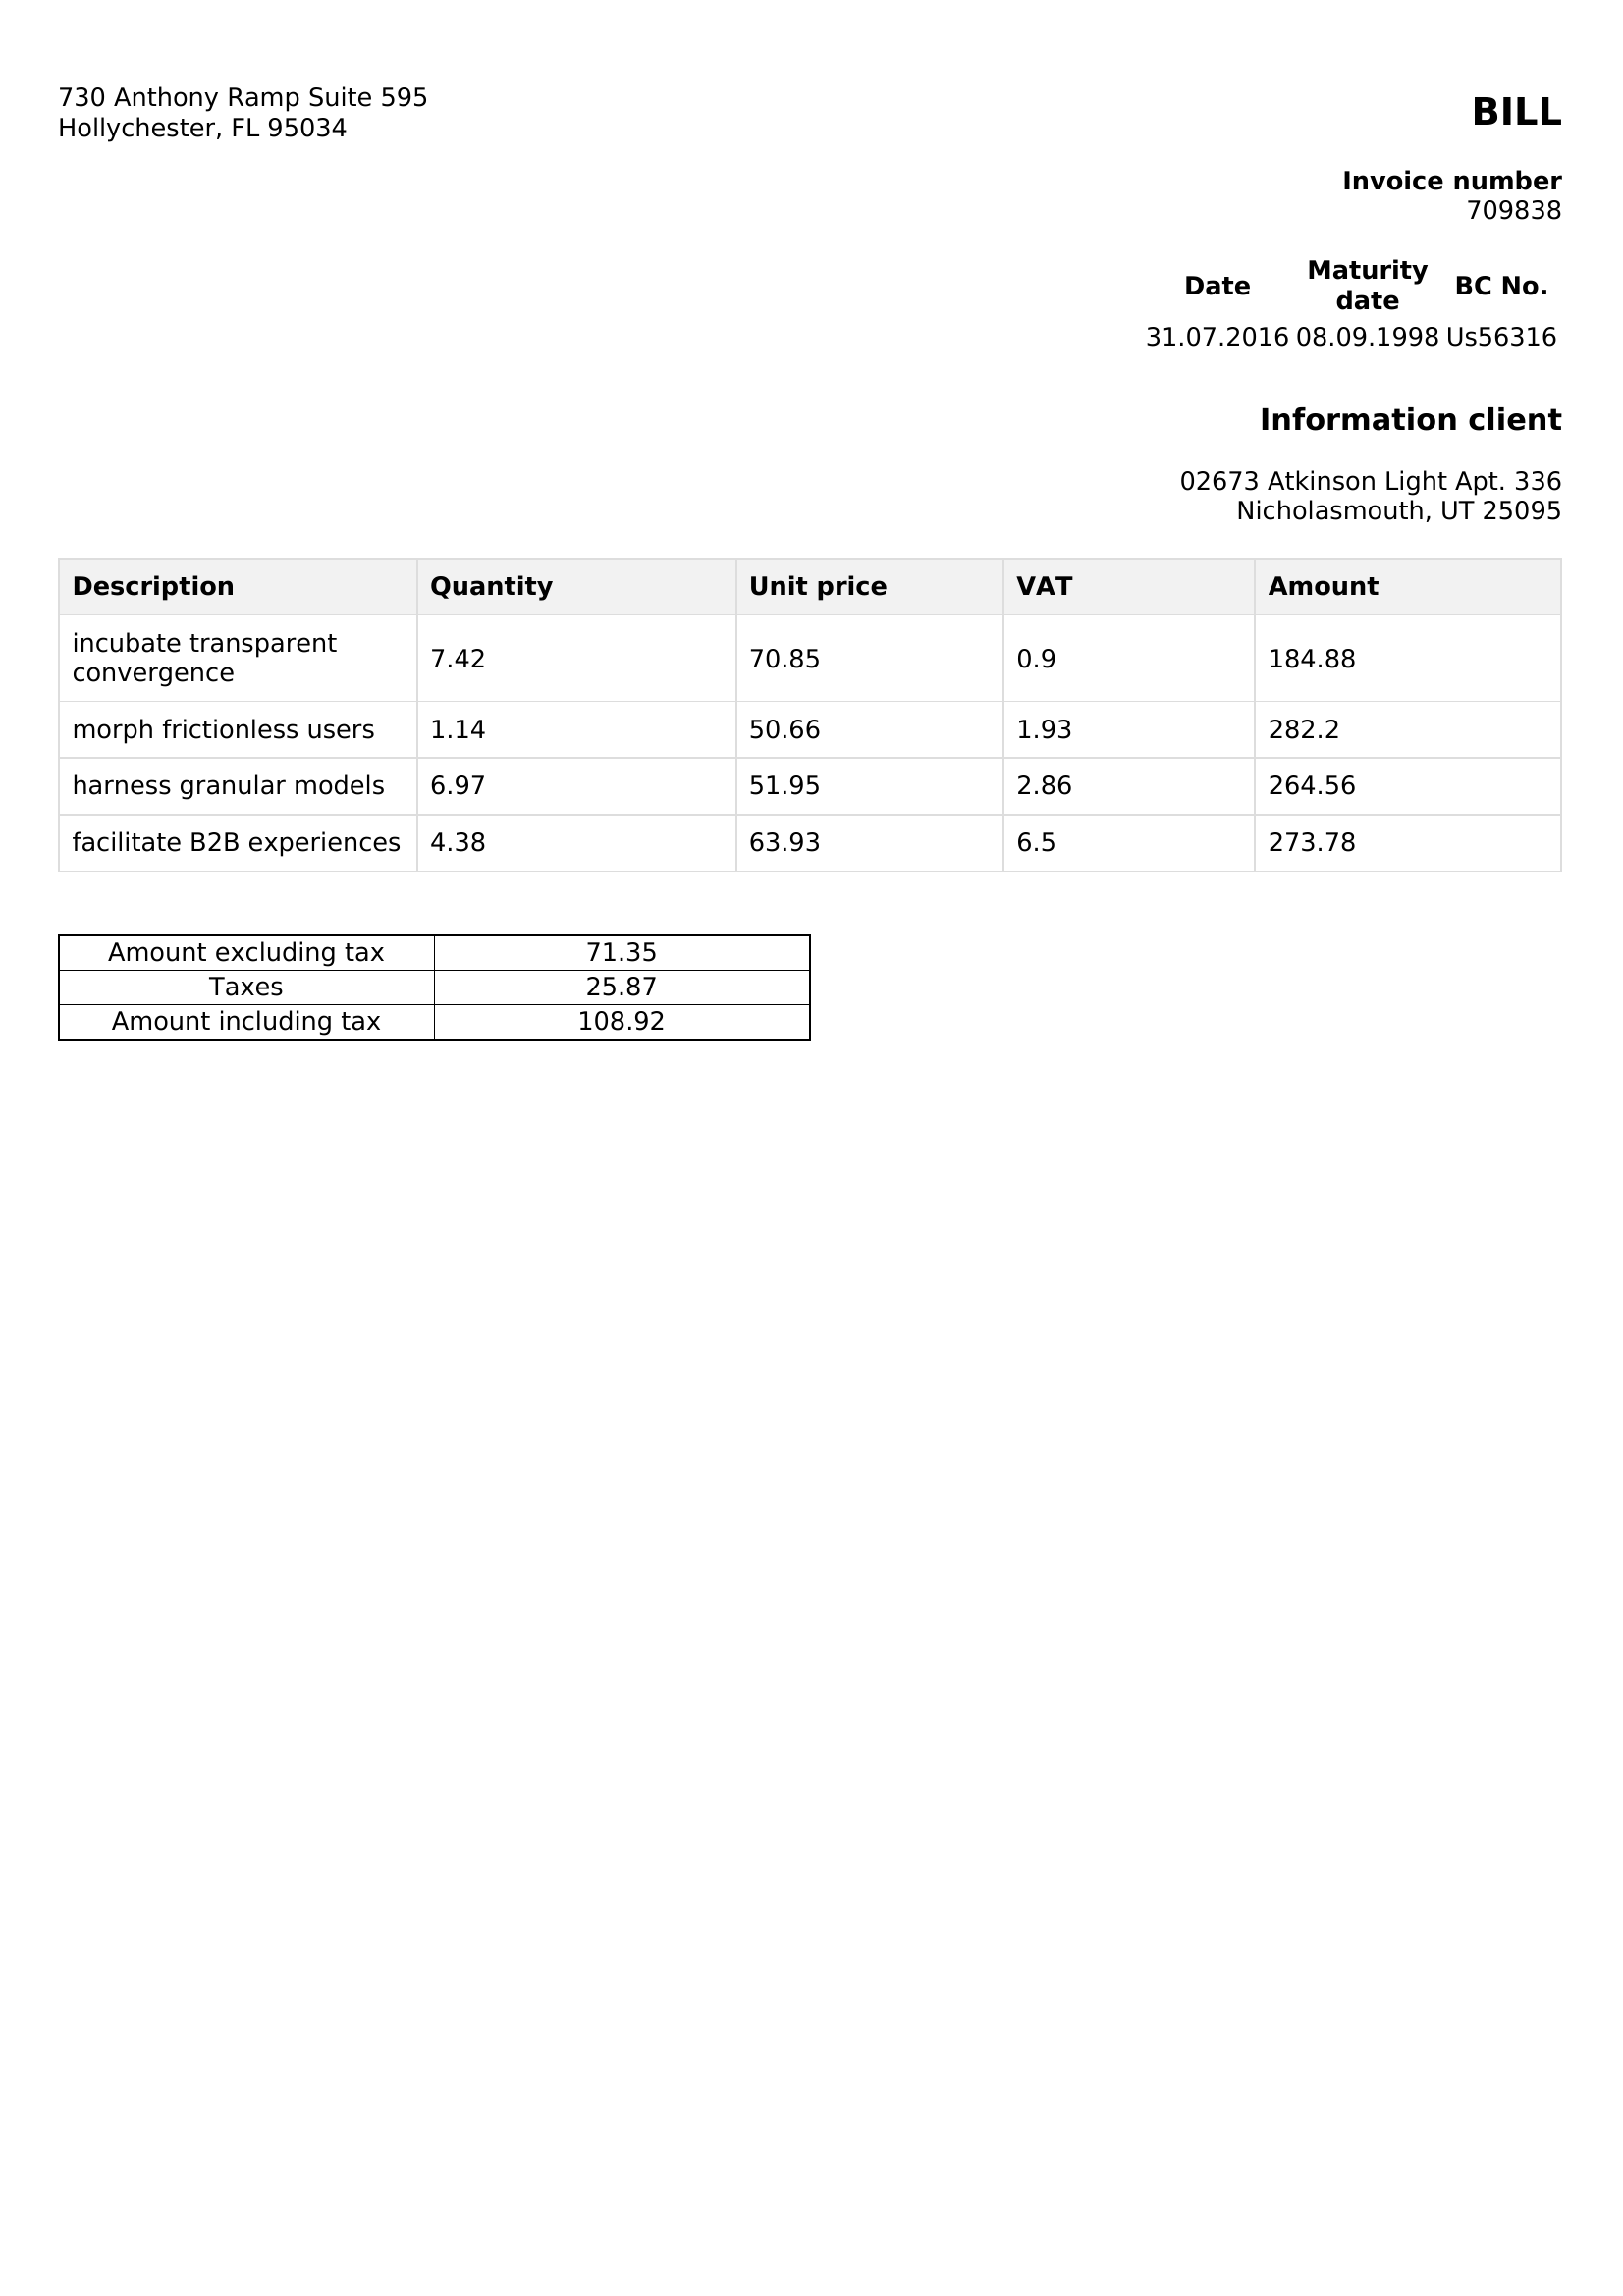 730 Anthony Ramp Suite 595
Hollychester, FL 95034
BILL
Invoice number
709838
Date Maturity date BC No.
31.07.2016 08.09.1998 Us56316
Information client
02673 Atkinson Light Apt. 336
Nicholasmouth, UT 25095
Description Quantity Unit price VAT Amount
incubate transparent convergence 7.42 70.85 0.9 184.88
morph frictionless users 1.14 50.66 1.93 282.2
harness granular models 6.97 51.95 2.86 264.56
facilitate B2B experiences 4.38 63.93 6.5 273.78
Amount excluding tax 71.35
Taxes 25.87
Amount including tax 108.92